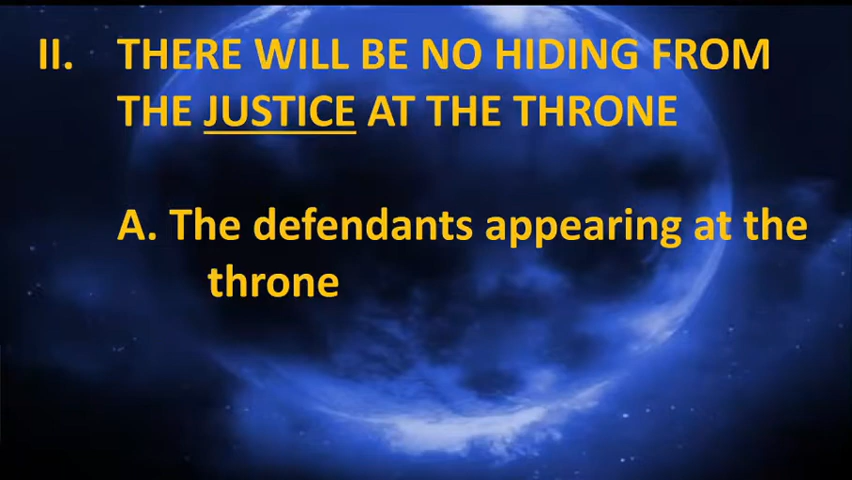 II. THERE WILL BE NO HIDING FROM
THE JUSTICE AT THE THRONE
A. The defendants appearing at the
throne